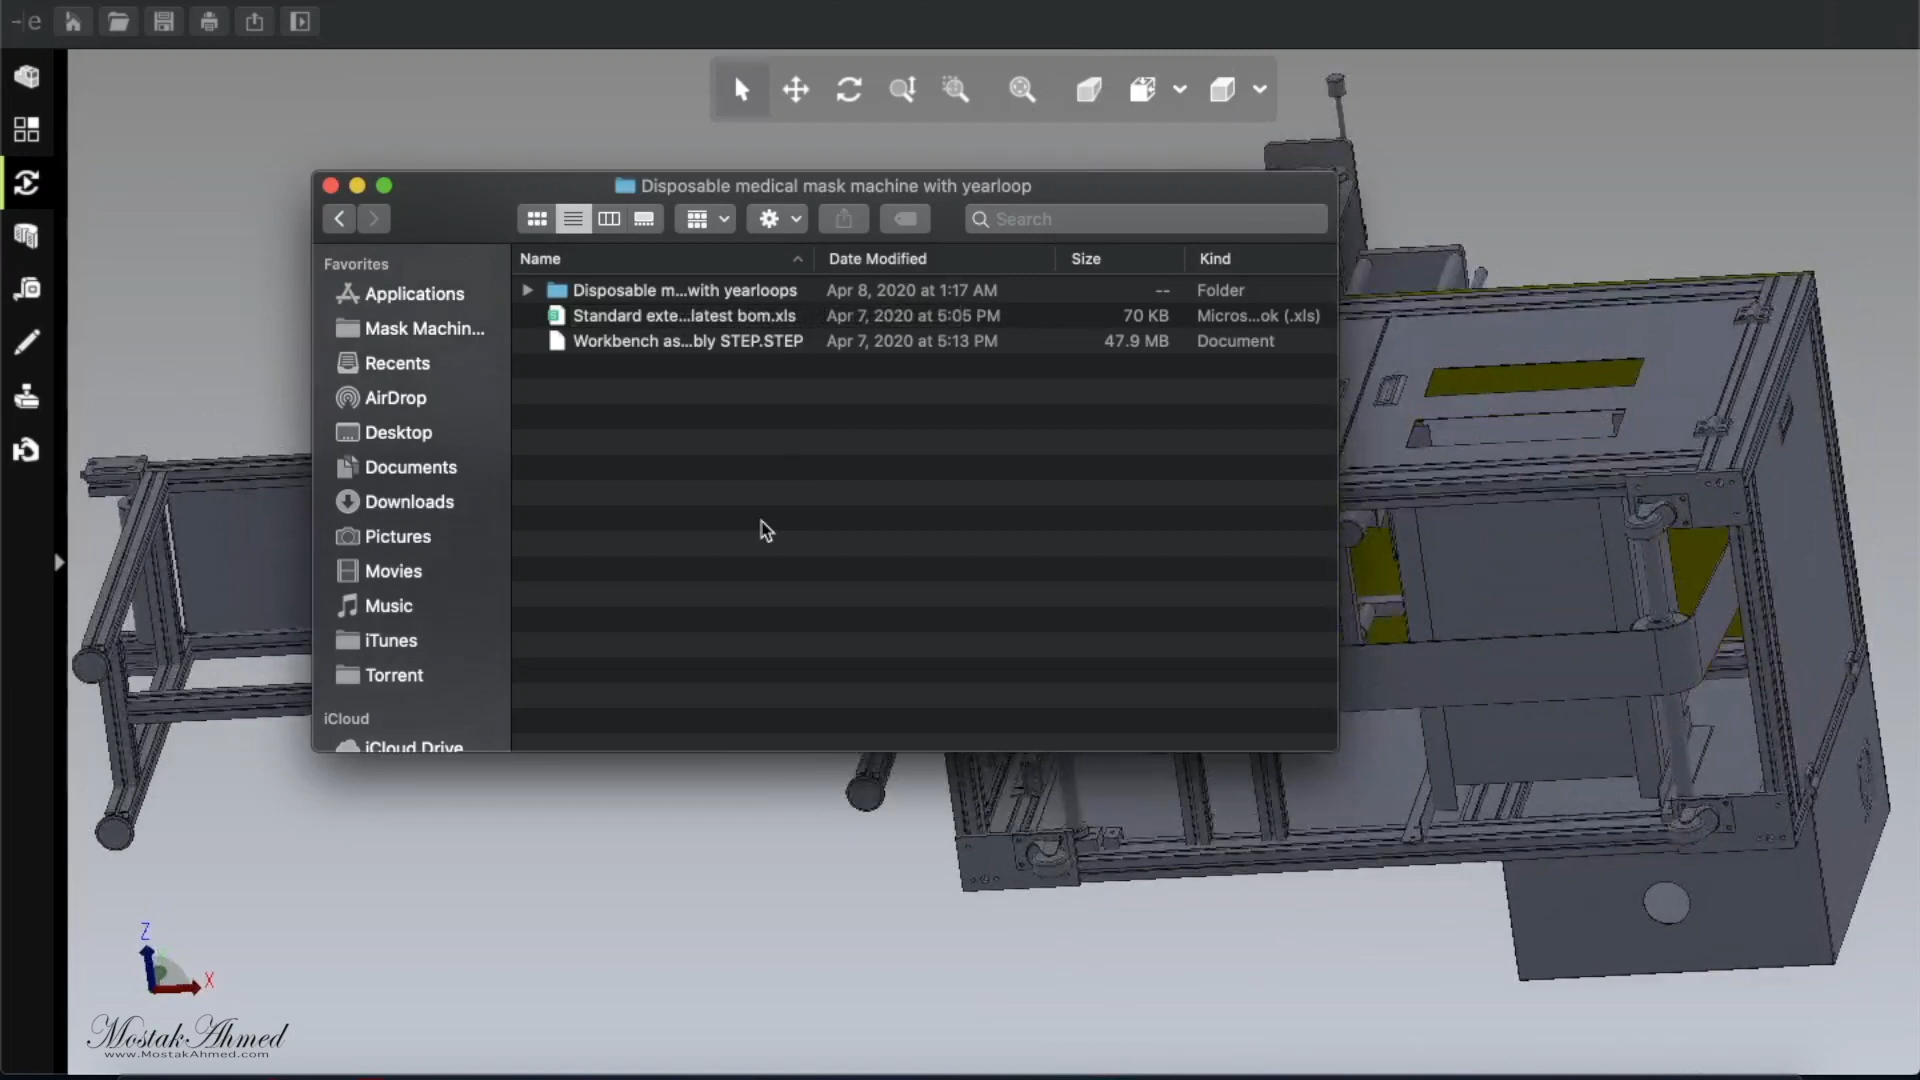 e
Disposable medical mask machine with yearloop
Search
Favorites
Applications
Mask Machin...
Recents
AirDrop
Desktop
Documents
Downloads
Pictures
Movies
Music
iTunes
Torrent
iCloud
iCloud Drive
Name Date Modified Size Kind
Disposable m...with yearloops Apr 8, 2020 at 1:17 AM -- Folder
Standard exte...latest bom.xls Apr 7, 2020 at 5:05 PM 70 KB Micros...ok (.xls)
Workbench as...bly STEP.STEP Apr 7, 2020 at 5:13 PM 47.9 MB Document
Z
X
Mostak Ahmed
www.MostakAhmed.com